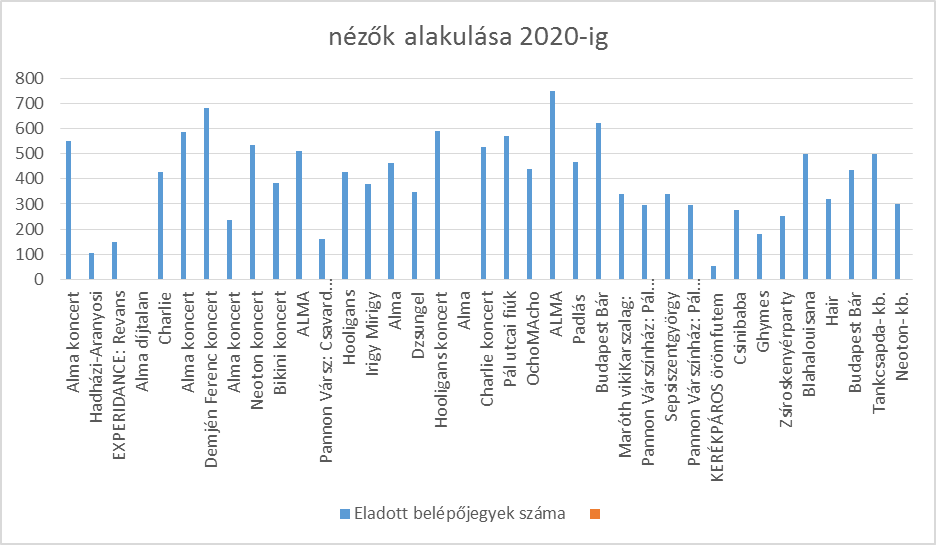 nézők alakulása 2020-ig
800
700
600
500
400
300
200
100
0
Alma koncert
Hadházi-Aranyosi
EXPERIDANCE: Revans
Alma díjtalan
Charlie
Alma koncert
Demjén Ferenc koncert
Alma koncert
Neoton koncert
Bikini koncert
ALMA
Pannon Vársz: Csavard…
Hooligans
Irigy Mirigy
Alma
Dzsungel
Hooligans koncert
Alma
Charlie koncert
Pál utcai fiúk
OchoMAcho
ALMA
Padlás
Budapest Bár
Maróth vikiKarszalag:
Pannon Várszínház: Pál…
Sepsiszentgyörgy
Pannon Várszínház: Pál…
KERÉKPÁROS örömfutem
Csinibaba
Ghymes
Zsíroskenyérparty
Blahalouisana
Hair
Budapest Bár
Tankcsapda- kb.
Neoton- kb.
Eladott belépőjegyek száma